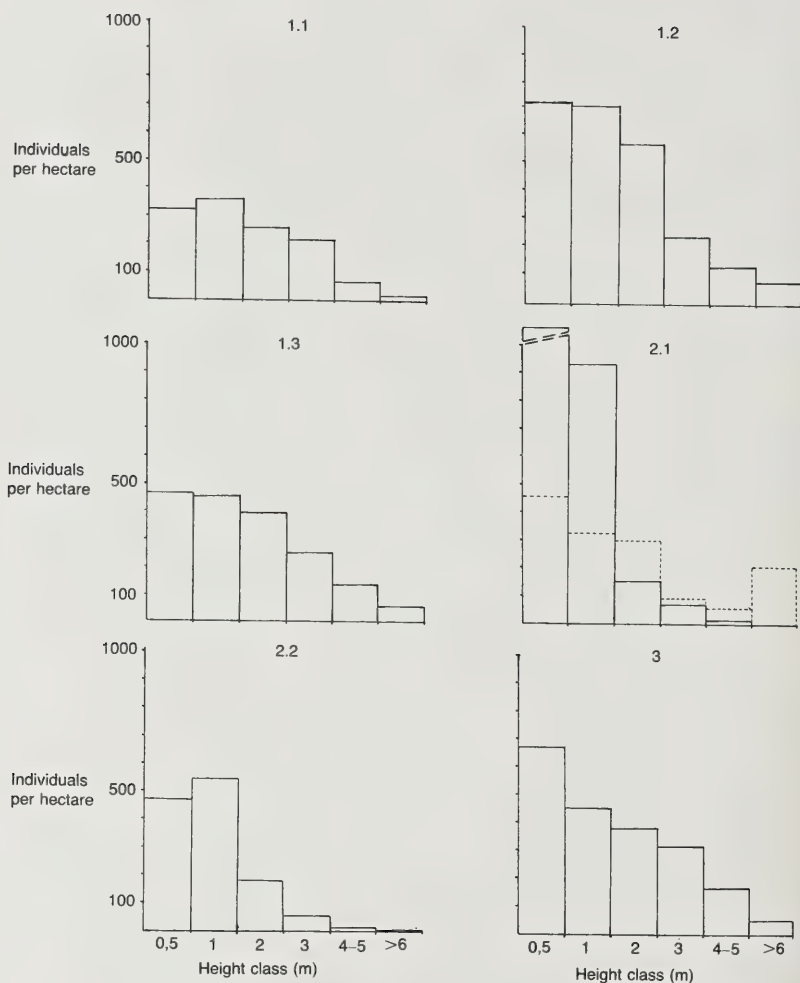 1000
1.1
Individuals
per hectare
500
100
1.2
1000
1.3
Individuals
per hectare
500
100
2.1
1000
2.2
Individuals
per hectare
500
100
0,5 1 2 3 4–5 >6
Height class (m)
3
0,5 1 2 3 4–5 >6
Height class (m)